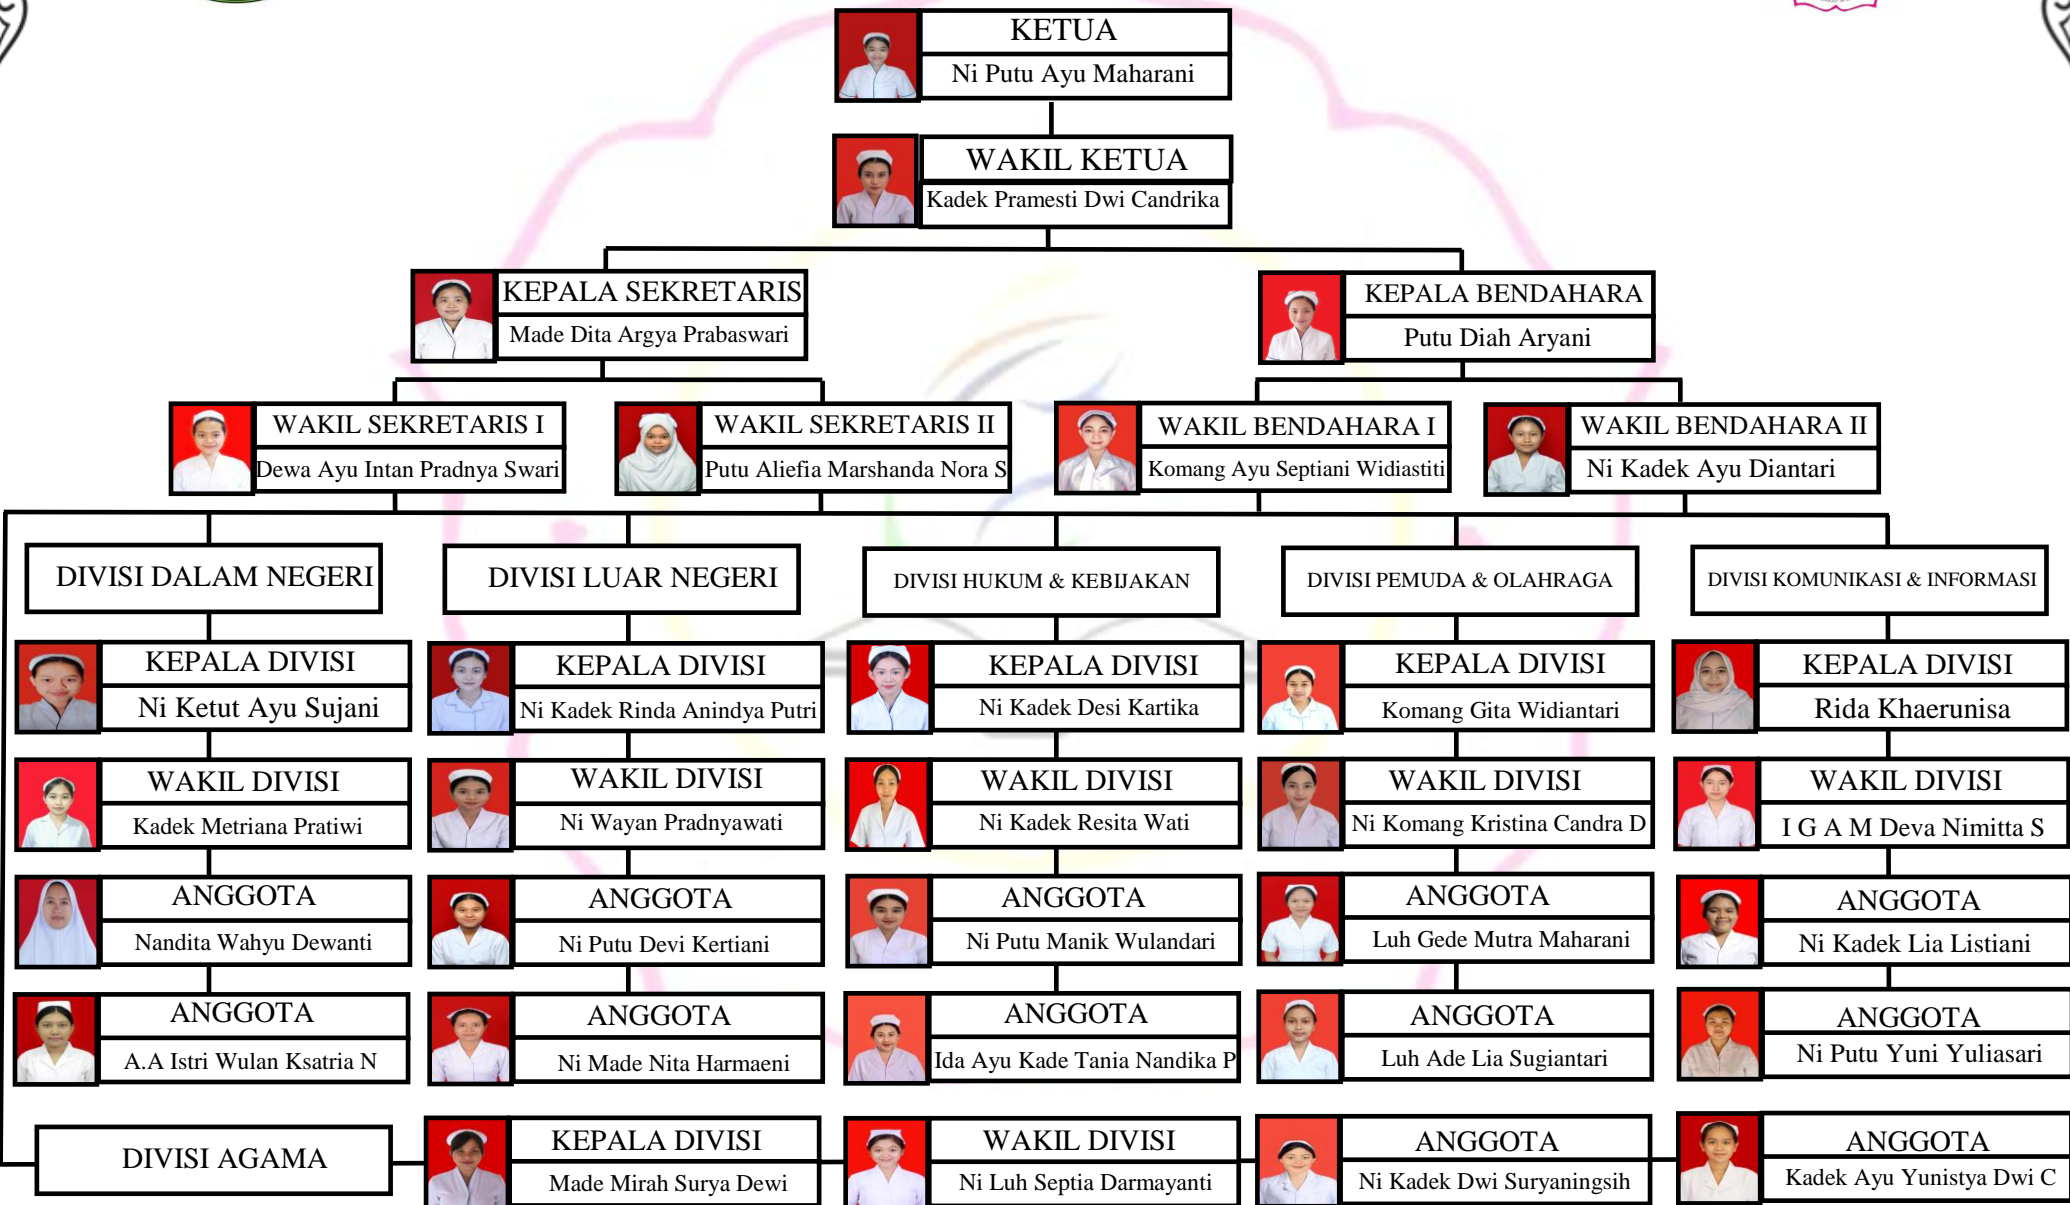 KETUA
Ni Putu Ayu Maharani
WAKIL KETUA
Kadek Pramesti Dwi Candrika
KEPALA SEKRETARIS
Made Dita Argya Prabaswari
KEPALA BENDAHARA
Putu Diah Aryani
WAKIL SEKRETARIS I
Dewa Ayu Intan Pradnya Swari
WAKIL SEKRETARIS II
Putu Aliefia Marshanda Nora S
WAKIL BENDAHARA I
Komang Ayu Septiani Widiastiti
WAKIL BENDAHARA II
Ni Kadek Ayu Diantari
DIVISI DALAM NEGERI
KEPALA DIVISI
Ni Ketut Ayu Sujani
WAKIL DIVISI
Kadek Metriana Pratiwi
ANGGOTA
Nandita Wahyu Dewanti
ANGGOTA
A.A Istri Wulan Ksatria N
DIVISI LUAR NEGERI
KEPALA DIVISI
Ni Kadek Rinda Anindya Putri
WAKIL DIVISI
Ni Wayan Pradnyawati
ANGGOTA
Ni Putu Devi Kertiani
ANGGOTA
Ni Made Nita Harmaeni
DIVISI HUKUM & KEBIJAKAN
KEPALA DIVISI
Ni Kadek Desi Kartika
WAKIL DIVISI
Ni Kadek Resita Wati
ANGGOTA
Ni Putu Manik Wulandari
ANGGOTA
Ida Ayu Kade Tania Nandika P
DIVISI PEMUDA & OLAHRAGA
KEPALA DIVISI
Komang Gita Widiantari
WAKIL DIVISI
Ni Komang Kristina Candra D
ANGGOTA
Luh Gede Mutra Maharani
ANGGOTA
Luh Ade Lia Sugiantari
DIVISI KOMUNIKASI & INFORMASI
KEPALA DIVISI
Rida Khaerunisa
WAKIL DIVISI
I G A M Deva Nimitta S
ANGGOTA
Ni Kadek Lia Listiani
ANGGOTA
Ni Putu Yuni Yuliasari
DIVISI AGAMA
KEPALA DIVISI
Made Mirah Surya Dewi
WAKIL DIVISI
Ni Luh Septia Darmayanti
ANGGOTA
Ni Kadek Dwi Suryaningsih
ANGGOTA
Kadek Ayu Yunistya Dwi C